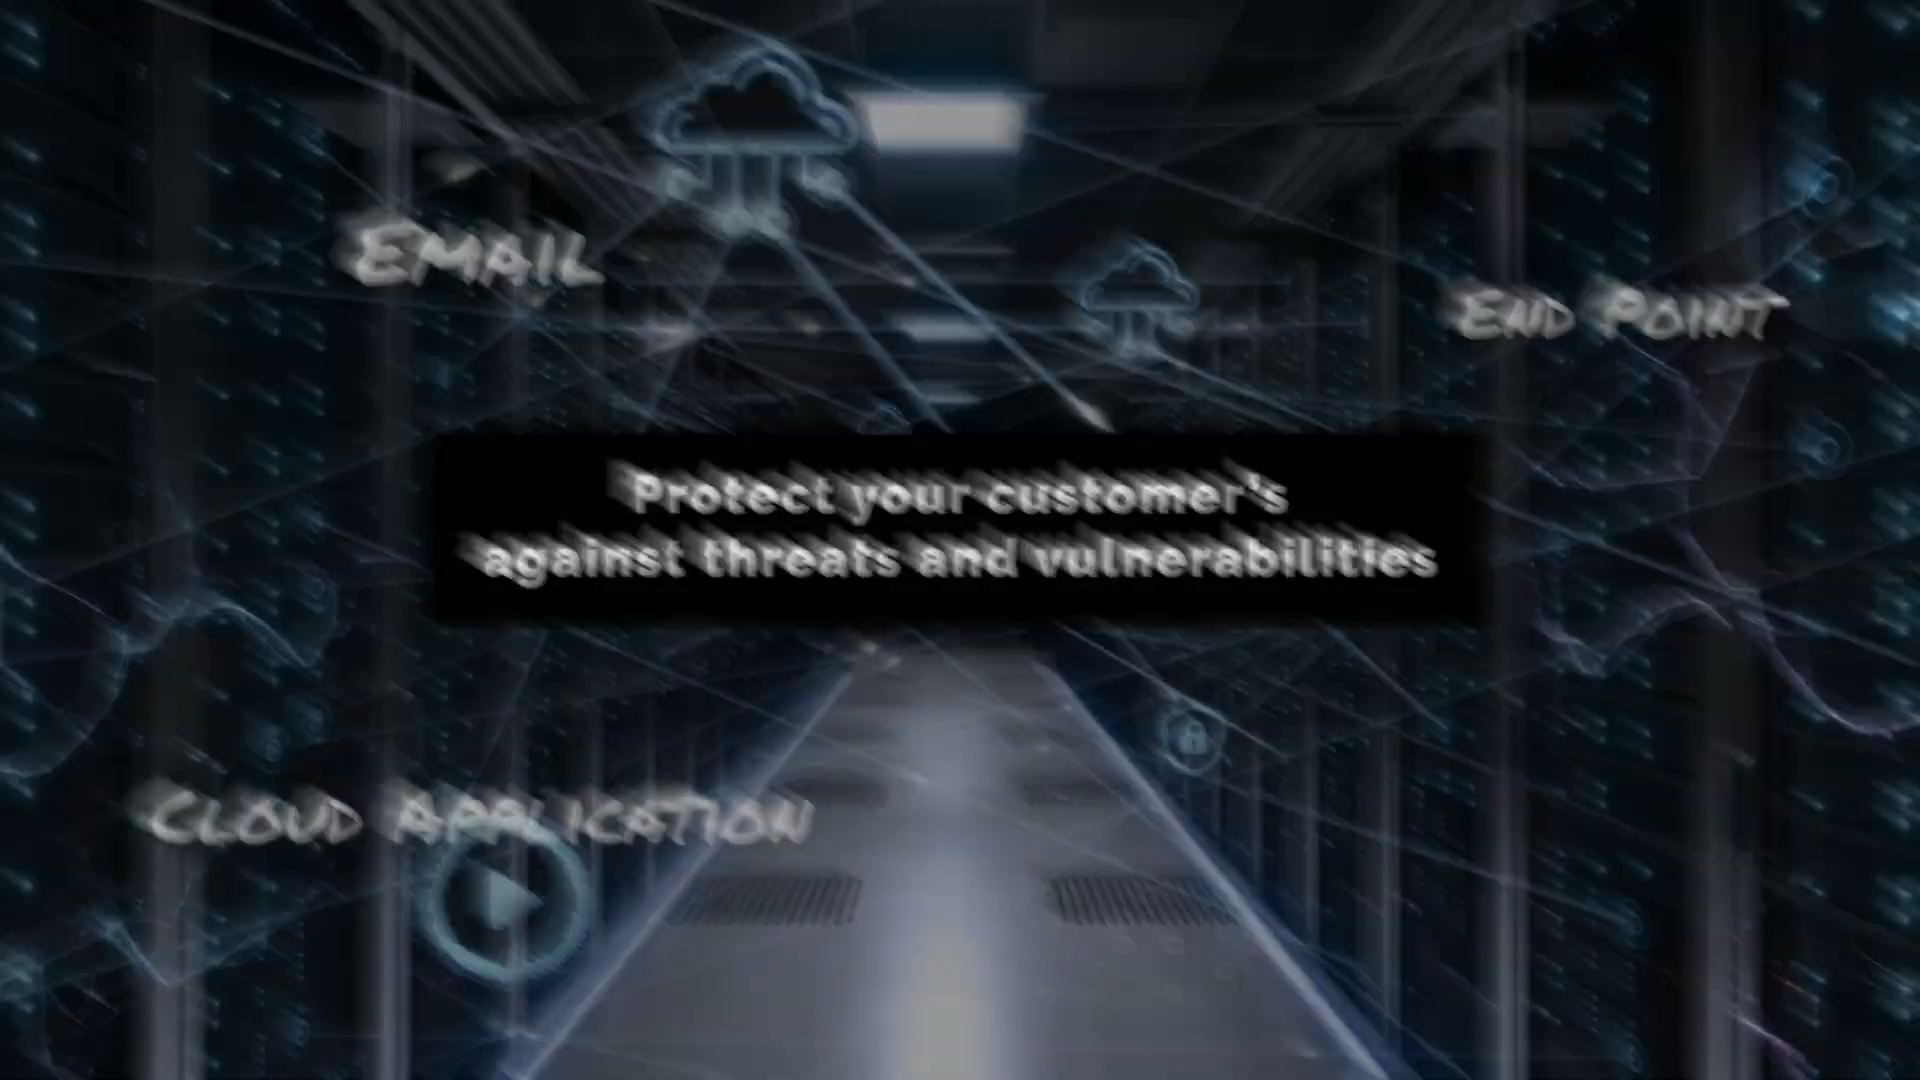 EMAIL
END POINT
Protect your customer's
against threats and vulnerabilities
CLOUD APPLICATION